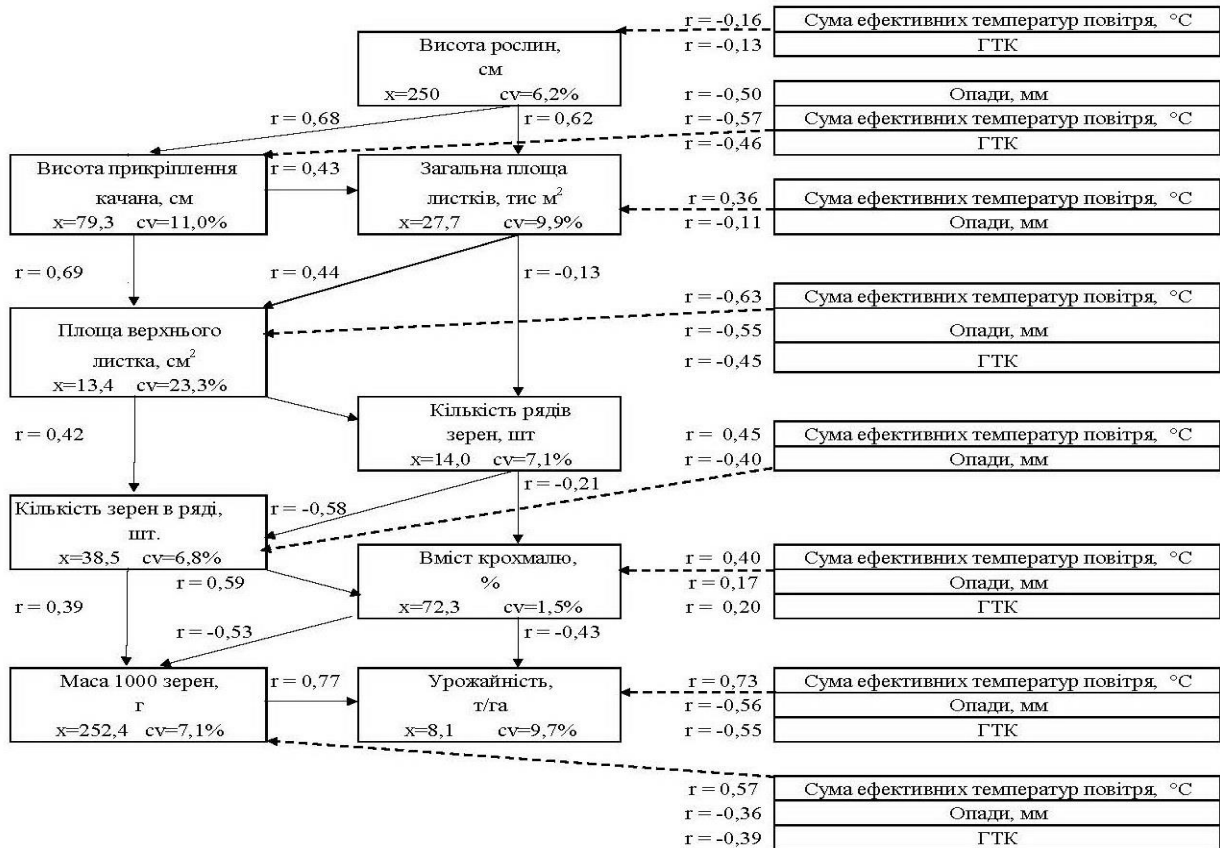 r = -0,16 Сума ефективних температур повітря, °С
Висота рослин,
см
х=250 cv=6,2%
r = -0,13 ГТК
r = -0,50 Опади, мм
r = -0,57 Сума ефективних температур повітря, °С
r = -0,46 ГТК
r = 0,68
r = 0,62
Висота прикріплення
качана, см
х=79,3 cv=11,0%
r = 0,43
Загальна площа
листків, тис м²
х=27,7 cv=9,9%
r = 0,36 Сума ефективних температур повітря, °С
r = -0,11 Опади, мм
r = 0,69
r = 0,44
r = -0,13
r = -0,63 Сума ефективних температур повітря, °С
r = -0,55 Опади, мм
r = -0,45 ГТК
Площа верхнього
листка, см²
х=13,4 cv=23,3%
r = 0,42
Кількість рядів
зерен, шт
х=14,0 cv=7,1%
r = 0,45 Сума ефективних температур повітря, °С
r = -0,40 Опади, мм
r = -0,58
r = -0,21
Кількість зерен в ряді,
шт.
х=38,5 cv=6,8%
r = 0,59
r = 0,39
Вміст крохмалю,
%
х=72,3 cv=1,5%
r = 0,40 Сума ефективних температур повітря, °С
r = 0,17 Опади, мм
r = 0,20 ГТК
r = -0,53
r = -0,43
Маса 1000 зерен,
г
х=252,4 cv=7,1%
r = 0,77
Урожайність,
т/га
х=8,1 cv=9,7%
r = 0,73 Сума ефективних температур повітря, °С
r = -0,56 Опади, мм
r = -0,55 ГТК
r = 0,57 Сума ефективних температур повітря, °С
r = -0,36 Опади, мм
r = -0,39 ГТК